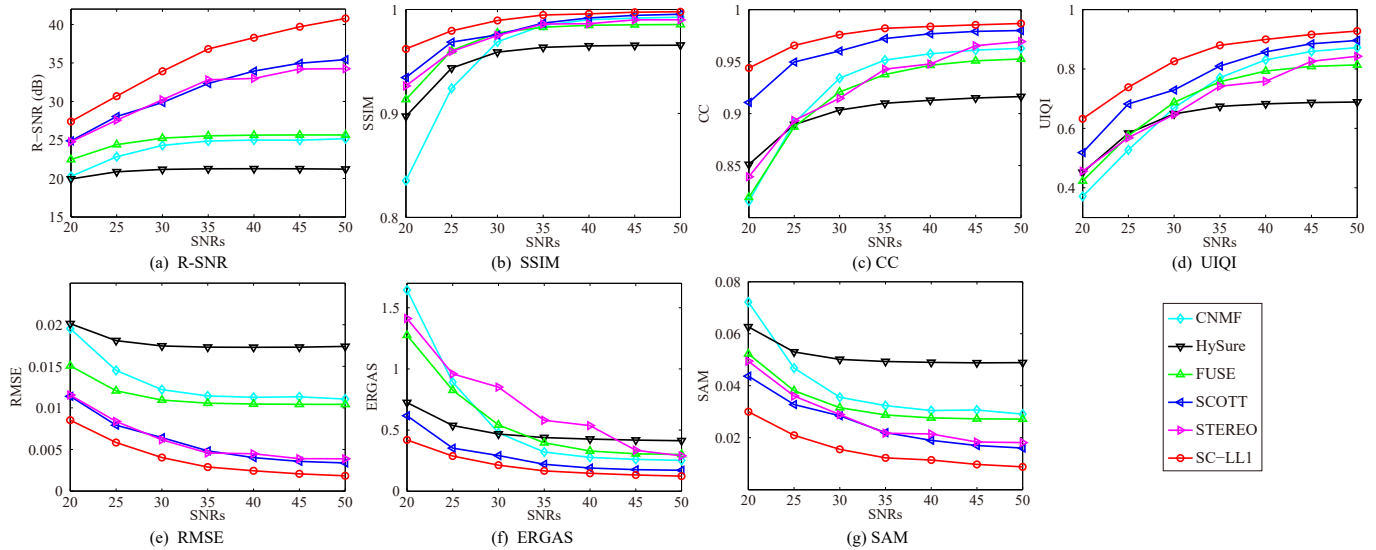 R−SNR (dB)
40
35
30
25
20
15
20 25 30 35 40 45 50
SNRs
(a) R-SNR
SSIM
1
0.9
0.8
20 25 30 35 40 45 50
SNRs
(b) SSIM
CC
1
0.95
0.9
0.85
20 25 30 35 40 45 50
SNRs
(c) CC
UIQI
1
0.8
0.6
0.4
20 25 30 35 40 45 50
SNRs
(d) UIQI
RMSE
0.02
0.015
0.01
0.005
0
20 25 30 35 40 45 50
SNRs
(e) RMSE
ERGAS
1.5
1
0.5
0
20 25 30 35 40 45 50
SNRs
(f) ERGAS
SAM
0.08
0.06
0.04
0.02
20 25 30 35 40 45 50
SNRs
(g) SAM
CNMF
HySure
FUSE
SCOTT
STEREO
SC−LL1